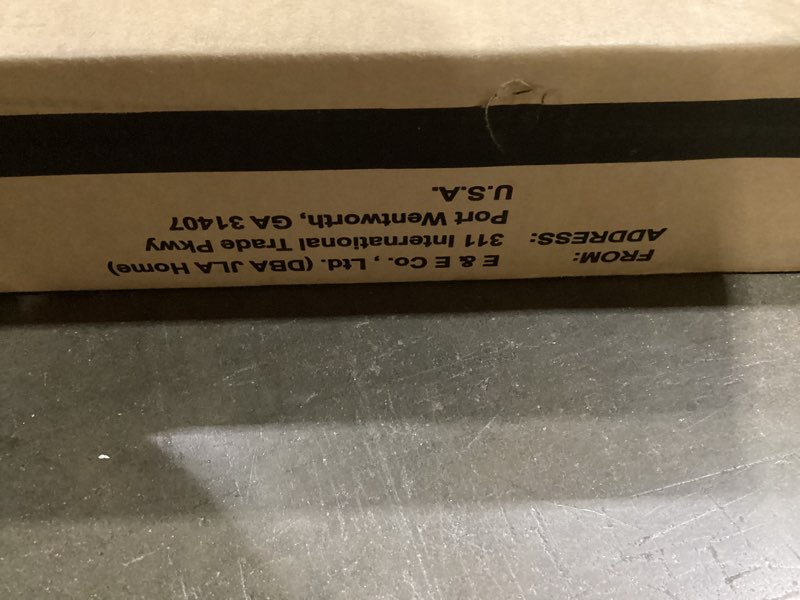 FROM: E & E Co. , Ltd. (DBA JLA Home)
ADDRESS: 311 International Trade Pkwy
Port Wentworth, GA 31407
U.S.A.